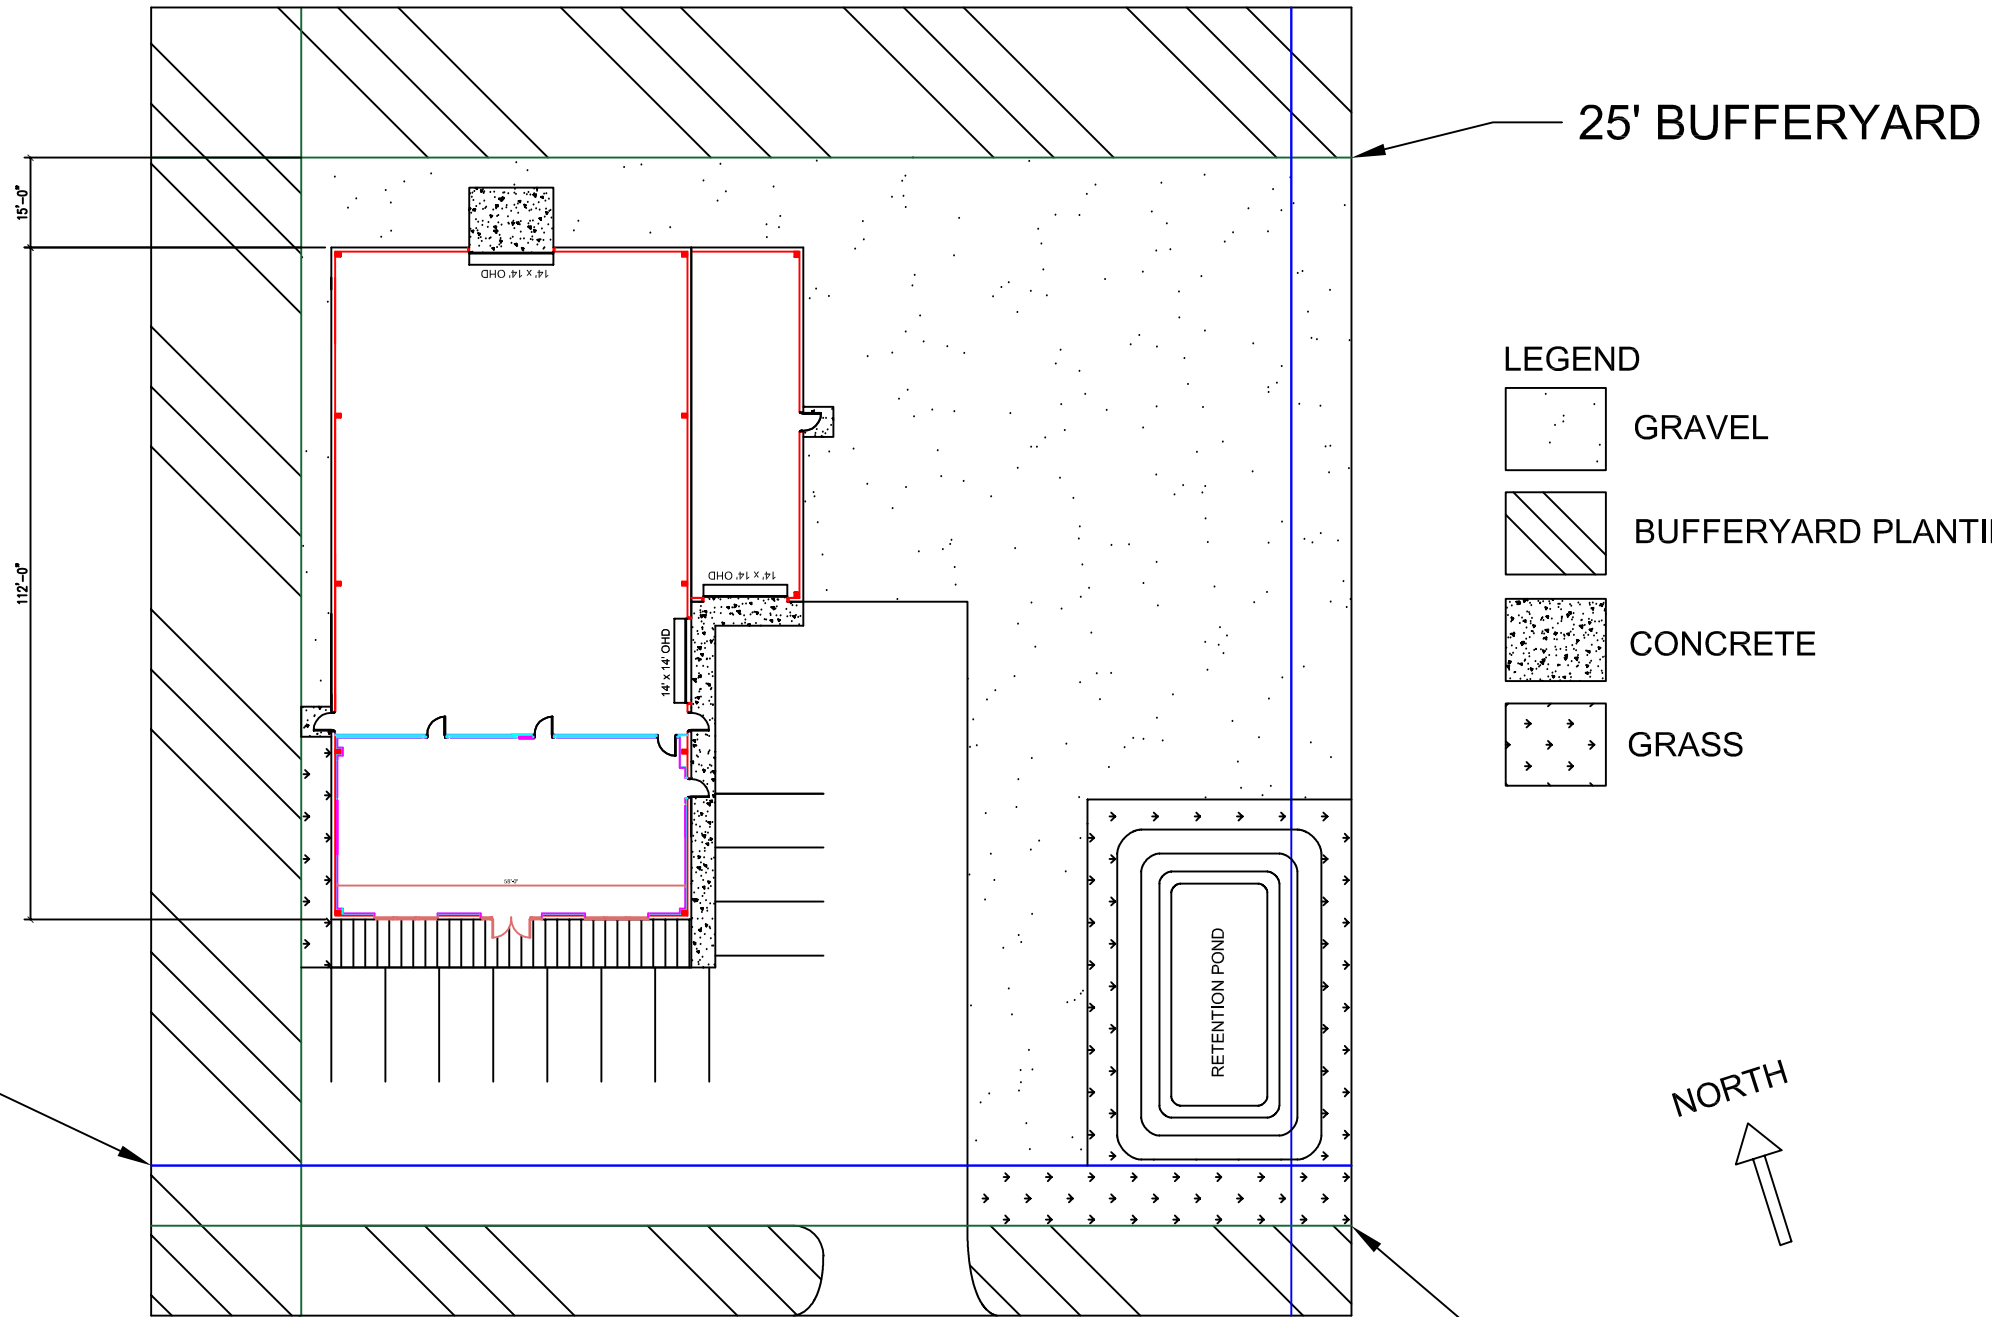 25' BUFFERYARD
15'-0"
14' x 14' OHD
LEGEND
GRAVEL
BUFFERYARD PLANTI
112'-0"
14' x 14' OHD
14' x 14' OHD
CONCRETE
GRASS
RETENTION POND
NORTH